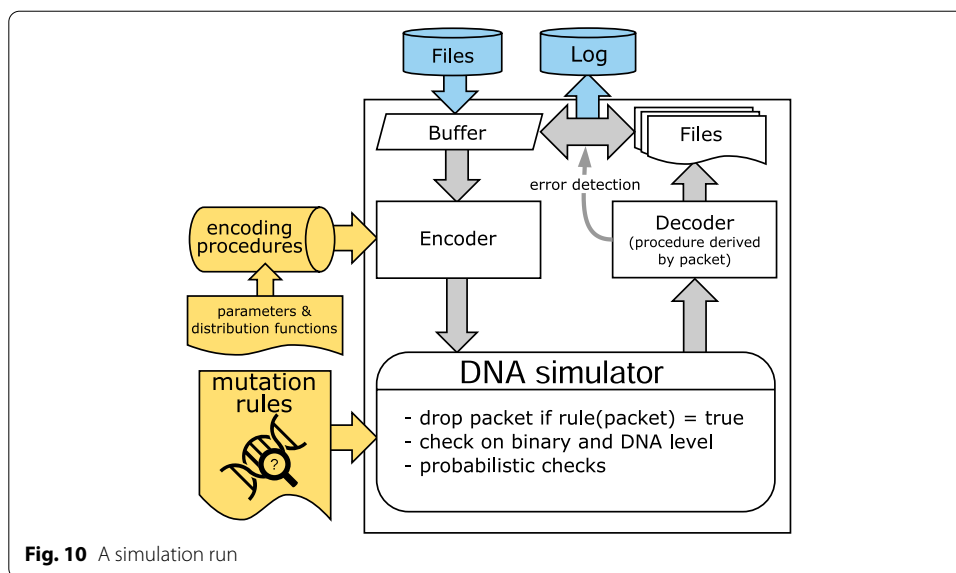 Files
Log
Buffer
Files
error detection
encoding
procedures
Encoder
Decoder
(procedure derived
by packet)
parameters &
distribution functions
mutation
rules
?
DNA simulator
- drop packet if rule(packet) = true
- check on binary and DNA level
- probabilistic checks
Fig. 10 A simulation run